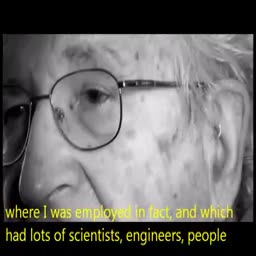 where I was employed in fact, and which
had lots of scientists, engineers, people